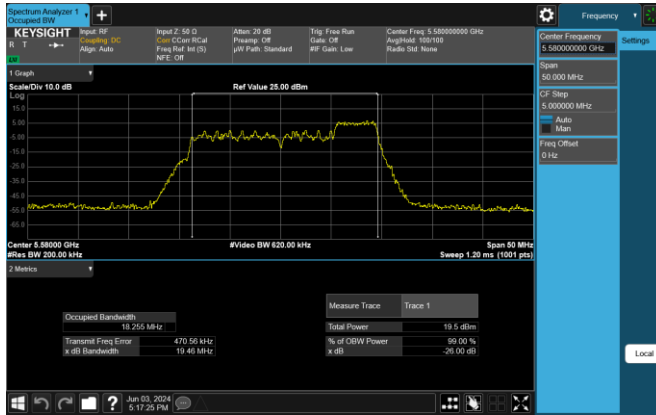 Spectrum Analyzer 1
Occupied BW
Frequency
KEYSIGHT
R T
Input: RF
Coupling: DC
Align: Auto
Input Z: 50 Ω
Corr CCorr RCal
Freq Ref: Int (S)
NFE: Off
Atten: 20 dB
Preamp: Off
µW Path: Standard
Trig: Free Run
Gate: Off
#IF Gain: Low
Center Freq: 5.580000000 GHz
Avg|Hold: 100/100
Radio Std: None
Center Frequency
5.580000000 GHz
Settings
Span
50.000 MHz
CF Step
5.000000 MHz
Auto
Man
Freq Offset
0 Hz
Local
1 Graph
Scale/Div 10.0 dB
Ref Value 25.00 dBm
Log
15.0
5.00
-5.00
-15.0
-25.0
-35.0
-45.0
-55.0
-65.0
Center 5.58000 GHz
#Video BW 620.00 kHz
Span 50 MHz
#Res BW 200.00 kHz
Sweep 1.20 ms (1001 pts)
2 Metrics
Measure Trace
Trace 1
Occupied Bandwidth
18.255 MHz
Total Power
19.5 dBm
Transmit Freq Error
470.56 kHz
% of OBW Power
99.00 %
x dB Bandwidth
19.46 MHz
x dB
-26.00 dB
Jun 03, 2024
5:17:25 PM